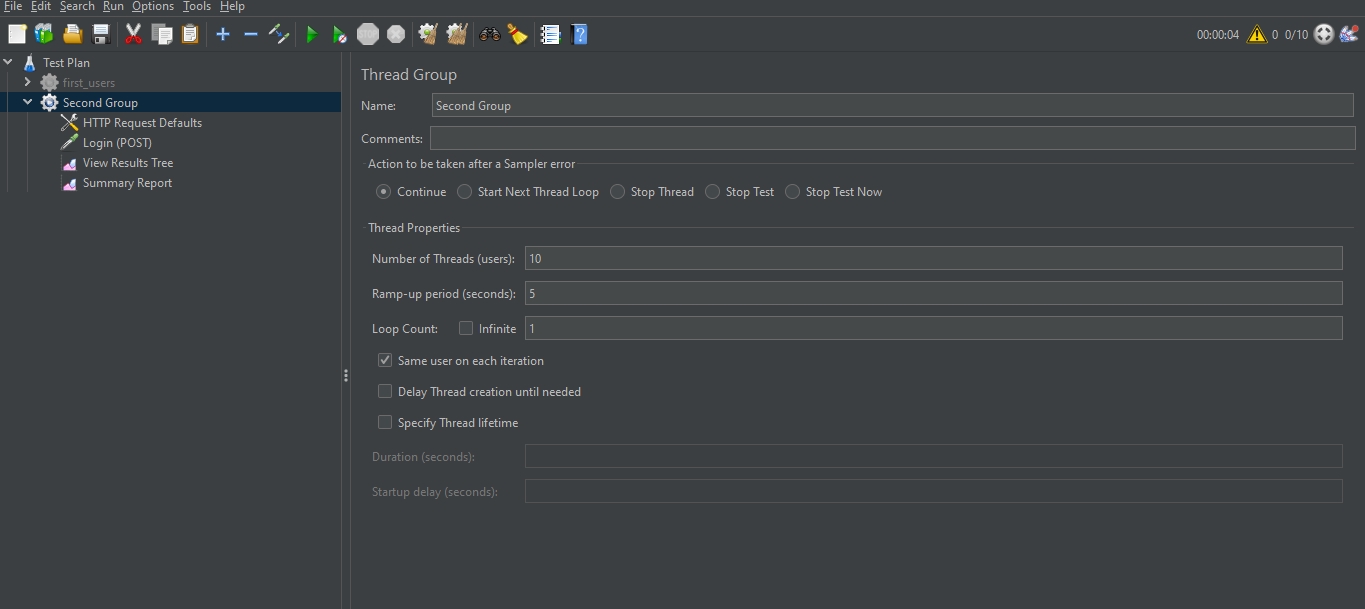 File Edit Search Run Options Tools Help
00:00:04 0 0/10
Test Plan
first_users
Second Group
HTTP Request Defaults
Login (POST)
View Results Tree
Summary Report
Thread Group
Name: Second Group
Comments:
Action to be taken after a Sampler error
Continue Start Next Thread Loop Stop Thread Stop Test Stop Test Now
Thread Properties
Number of Threads (users): 10
Ramp-up period (seconds): 5
Loop Count: Infinite 1
Same user on each iteration
Delay Thread creation until needed
Specify Thread lifetime
Duration (seconds):
Startup delay (seconds):